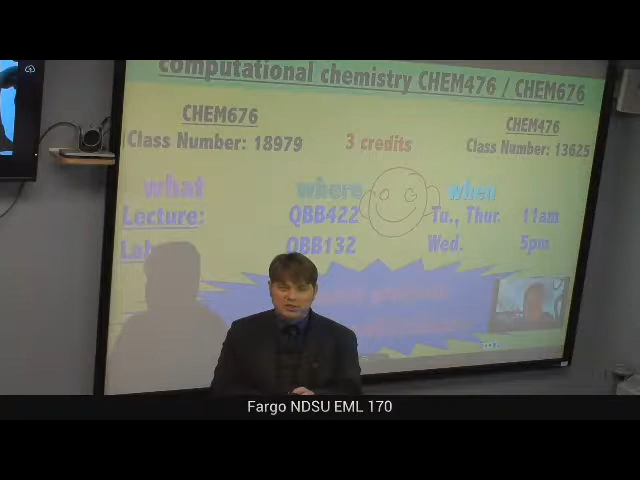 computational chemistry CHEM476 / CHEM676
CHEM676
Class Number: 18979
3 credits
CHEM476
Class Number: 13625
what where when
Lecture: QBB422 Tu., Thur. 11am
Lab: QBB132 Wed. 5pm
Fargo NDSU EML 170